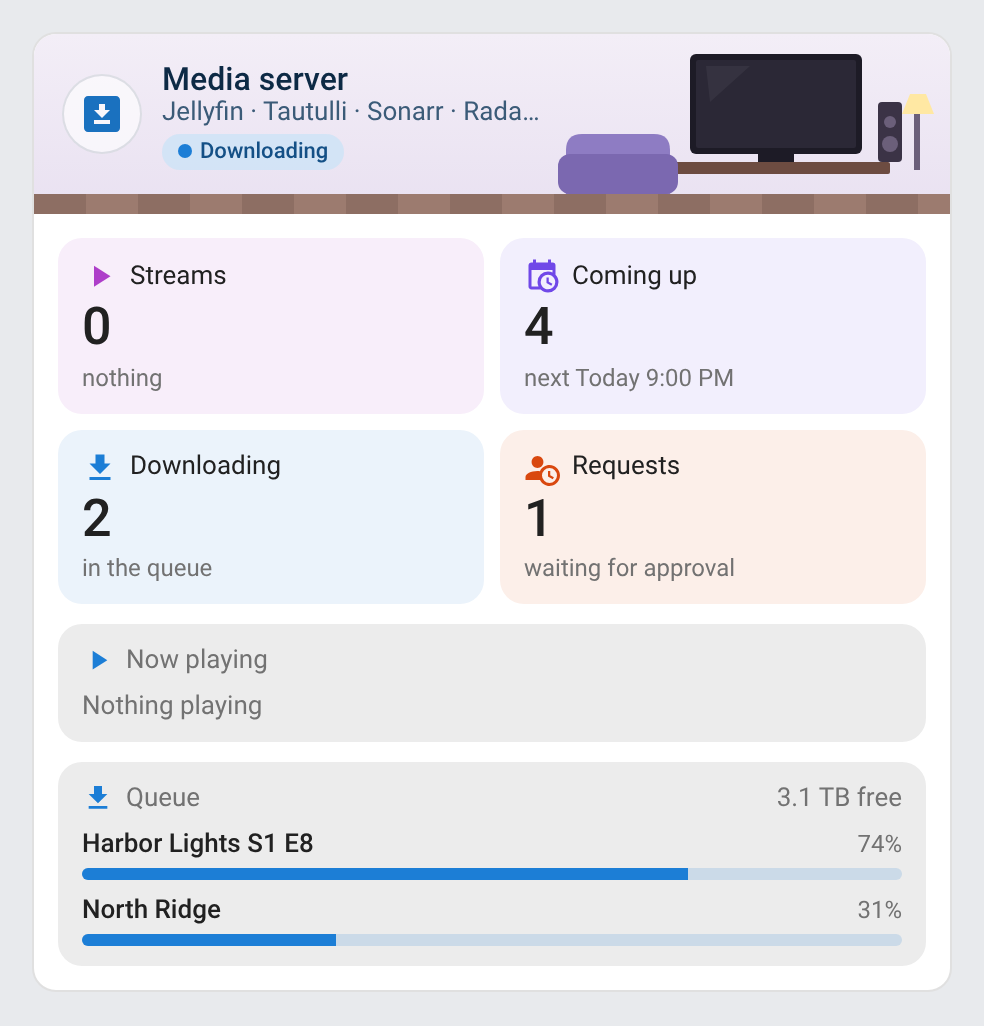 Media server
Jellyfin · Tautulli · Sonarr · Rada...
Downloading
Streams
0
nothing
Coming up
4
next Today 9:00 PM
Downloading
2
in the queue
Requests
1
waiting for approval
Now playing
Nothing playing
Queue
3.1 TB free
Harbor Lights S1 E8
74%
North Ridge
31%